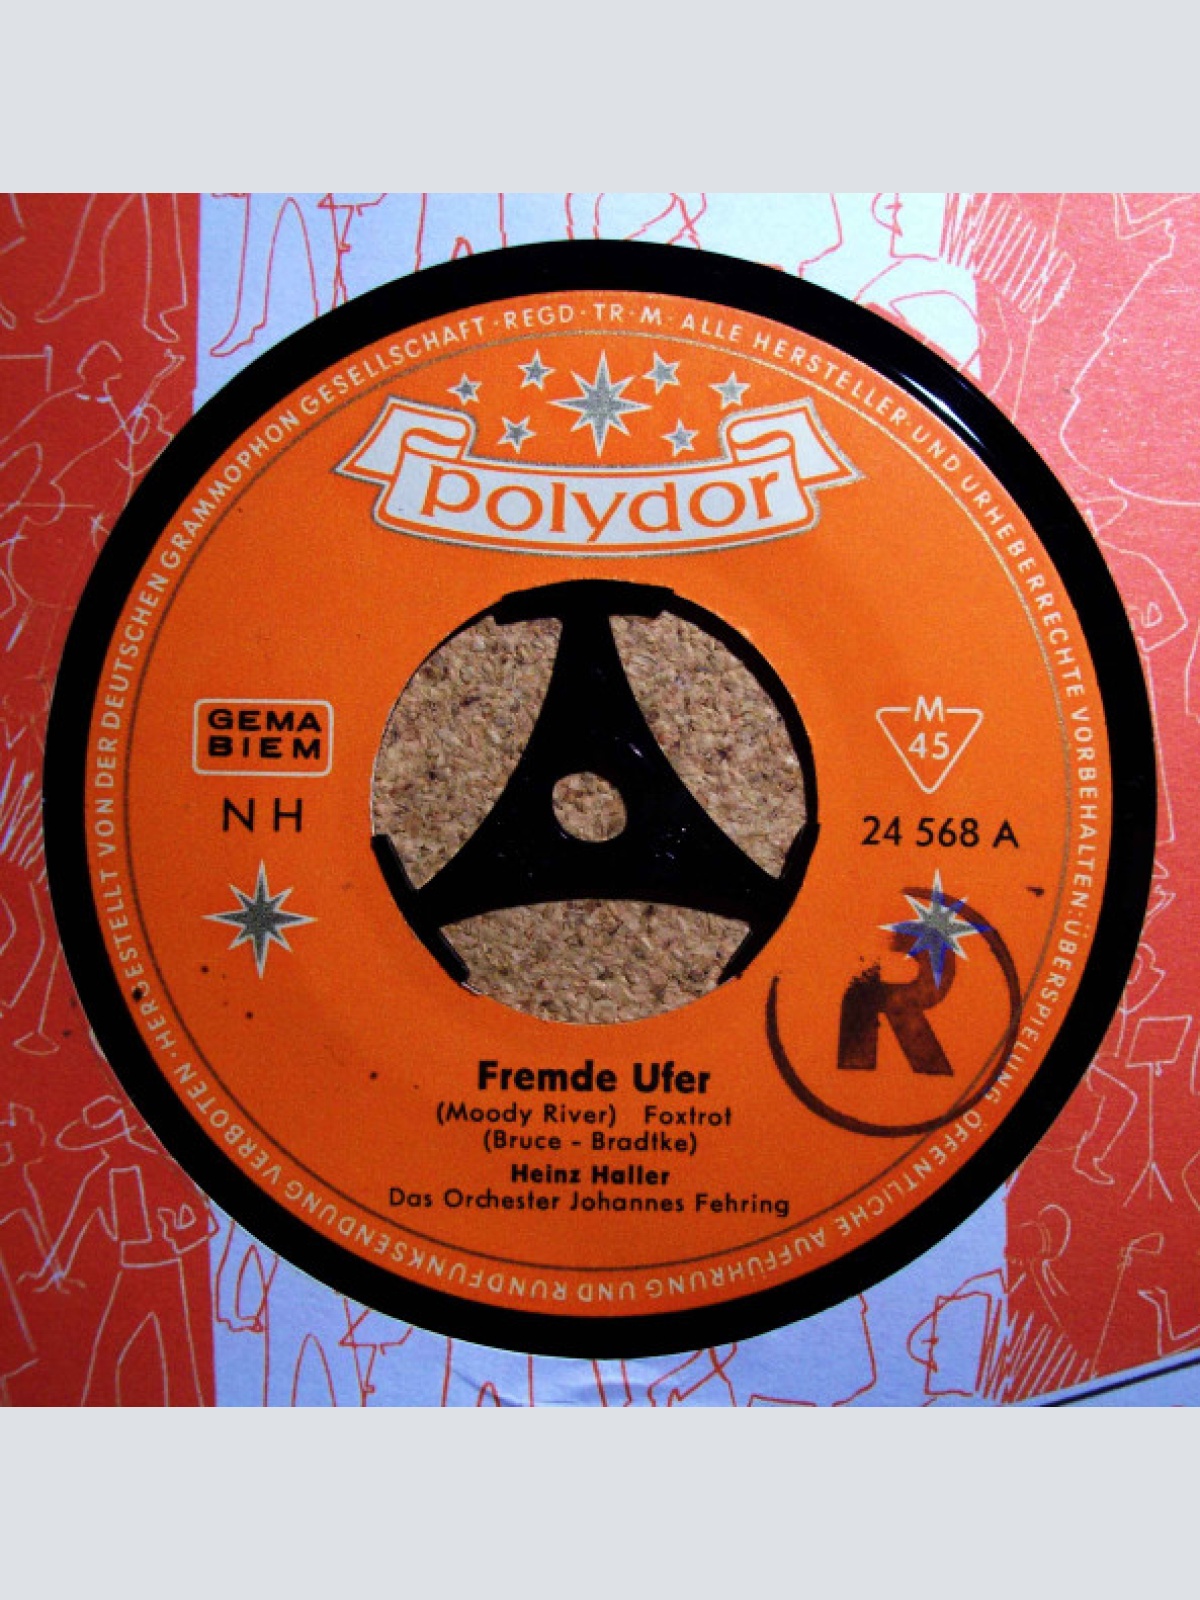 HERGESTELLT VON DER DEUTSCHEN GRAMMOPHON GESELLSCHAFT · REGD · TR · M · ALLE HERSTELLER- UND URHEBERRECHTE VORBEHALTEN · ÜBERSPIELUNG ÖFFENTLICHE AUFFÜHRUNG UND RUNDFUNKSENDUNG VERBOTEN ·
polydor
GEMA
BIEM
NH
M
45
24 568 A
R
Fremde Ufer
(Moody River) Foxtrot
(Bruce - Bradtke)
Heinz Haller
Das Orchester Johannes Fehring